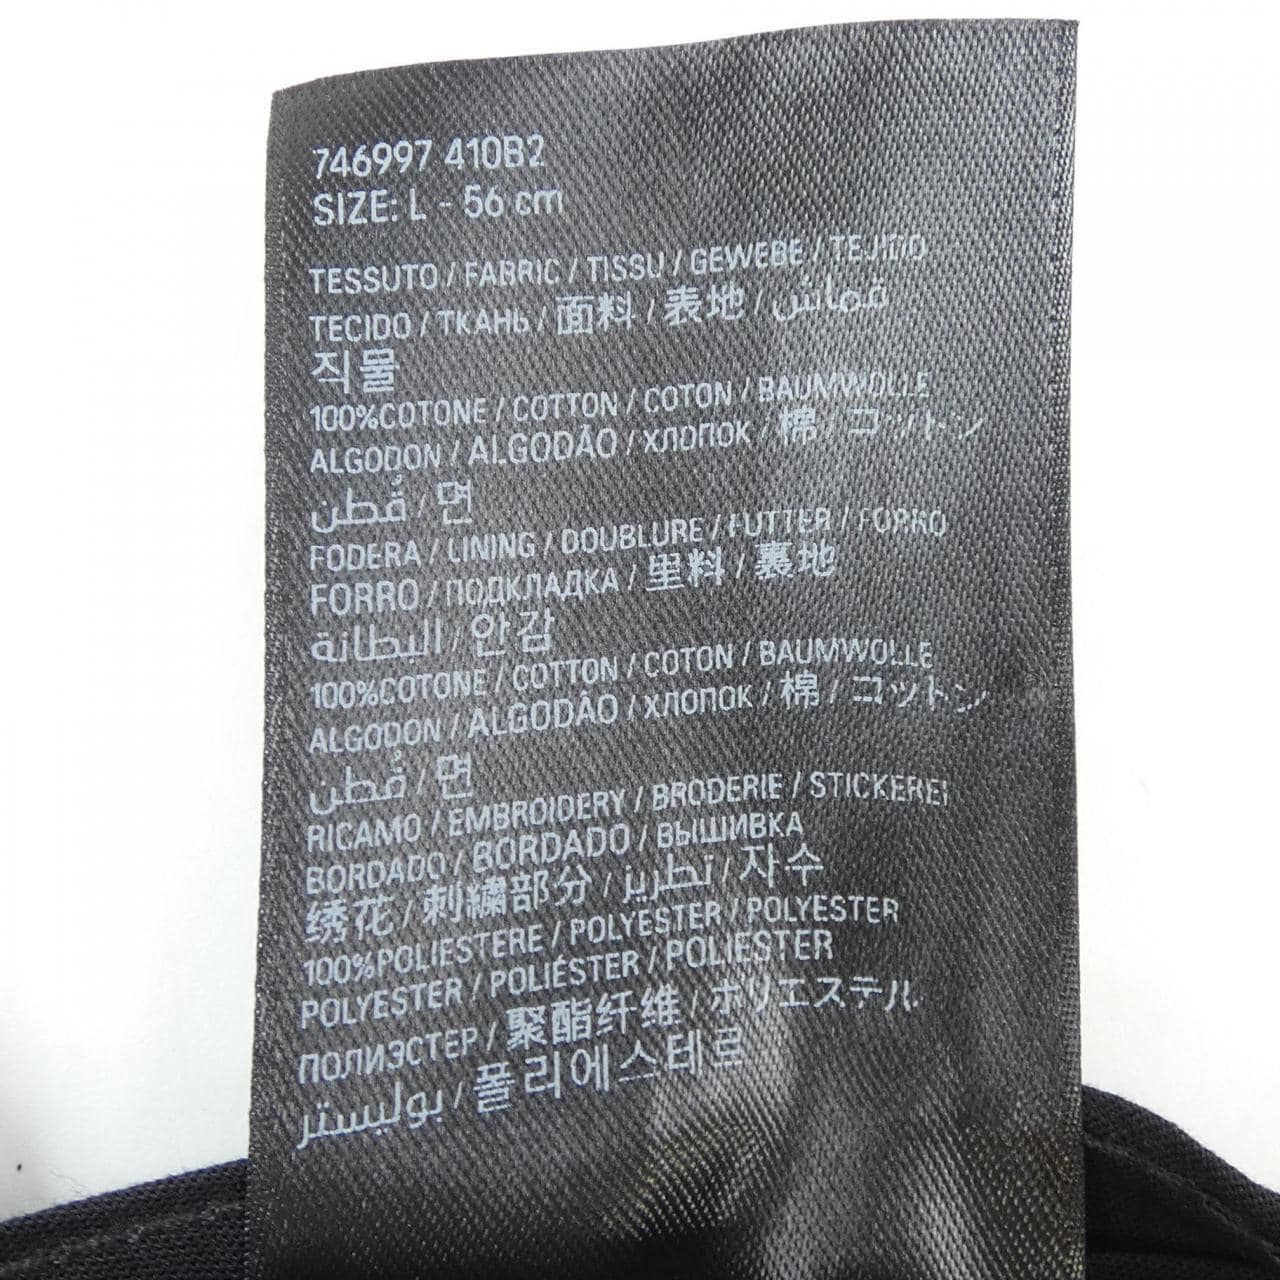 746997 410B2
SIZE: L - 56 cm
TESSUTO / FABRIC / TISSU / GEWEBE / TEJIDO
TECIDO / ТКАНЬ / 面料 / 表地 / قماش
직물
100%COTONE / COTTON / COTON / BAUMWOLLE
ALGODON / ALGODÃO / ХЛОПОК / 棉 / コットン
قُطن / 면
FODERA / LINING / DOUBLURE / FUTTER / FORRO
FORRO / ПОДКЛАДКА / 里料 / 裏地
البطانة / 안감
100%COTONE / COTTON / COTON / BAUMWOLLE
ALGODON / ALGODÃO / ХЛОПОК / 棉 / コットン
قُطن / 면
RICAMO / EMBROIDERY / BRODERIE / STICKEREI
BORDADO / BORDADO / ВЫШИВКА
绣花 / 刺繍部分 / تطريز / 자수
100%POLIESTERE / POLYESTER / POLYESTER
POLYESTER / POLIÉSTER / POLIESTER
ПОЛИЭСТЕР / 聚酯纤维 / ポリエステル
بوليستر / 폴리에스테르